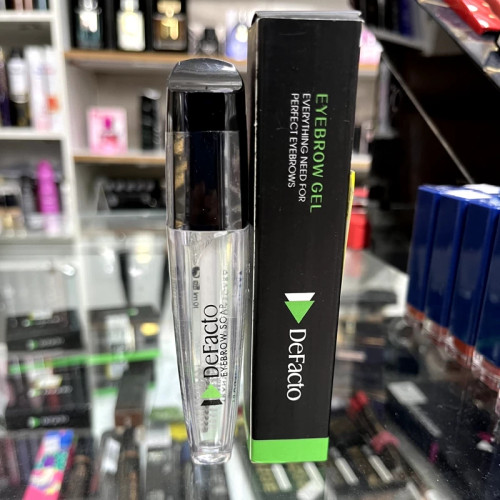 EYEBROW GEL
EVERYTHING NEED FOR
PERFECT EYEBROWS
DeFacto
DeFacto